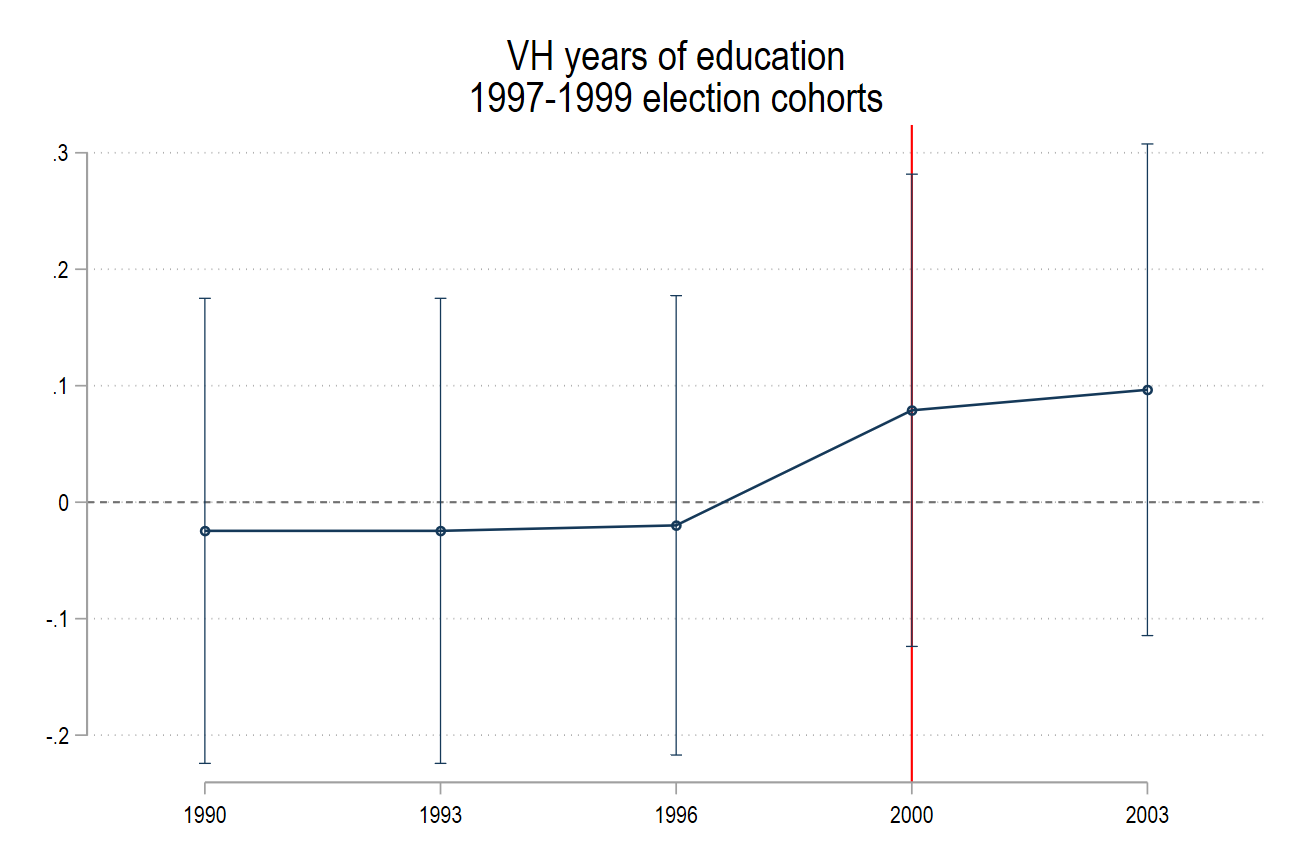 VH years of education
1997-1999 election cohorts
.3
.2
.1
0
-.1
-.2
1990 1993 1996 2000 2003